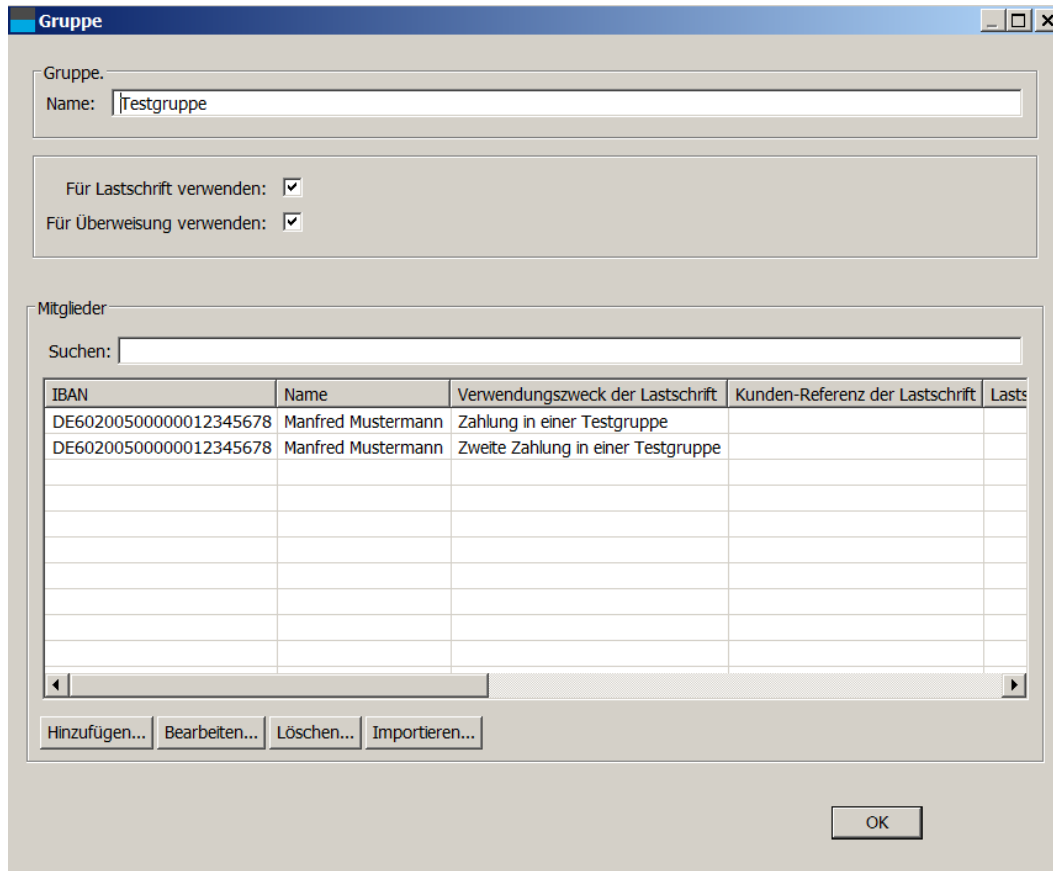 Gruppe
Gruppe.
Name: Testgruppe
Für Lastschrift verwenden:
Für Überweisung verwenden:
Mitglieder
Suchen:
IBAN Name Verwendungszweck der Lastschrift Kunden-Referenz der Lastschrift Lasts
DE60200500000012345678 Manfred Mustermann Zahlung in einer Testgruppe
DE60200500000012345678 Manfred Mustermann Zweite Zahlung in einer Testgruppe
Hinzufügen... Bearbeiten... Löschen... Importieren...
OK